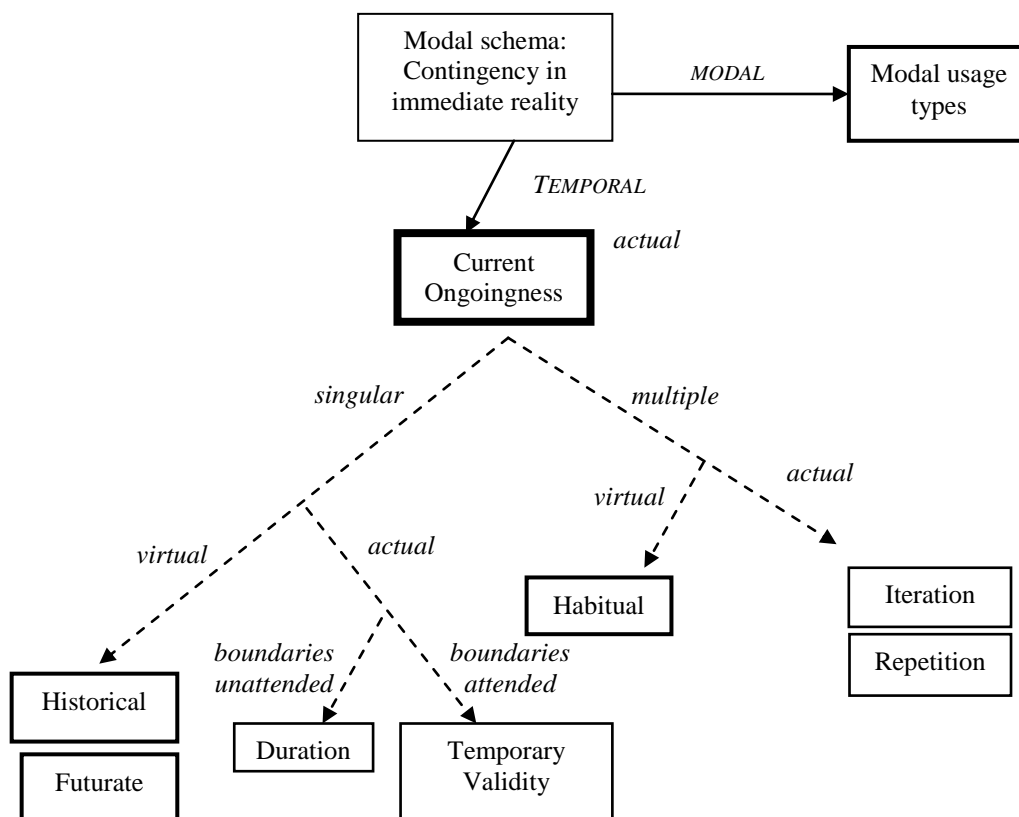 Modal schema:
Contingency in
immediate reality
MODAL
Modal usage
types
TEMPORAL
actual
Current
Ongoingness
singular
multiple
virtual
actual
virtual
actual
Habitual
Iteration
Repetition
boundaries
unattended
boundaries
attended
Historical
Duration
Temporary
Validity
Futurate